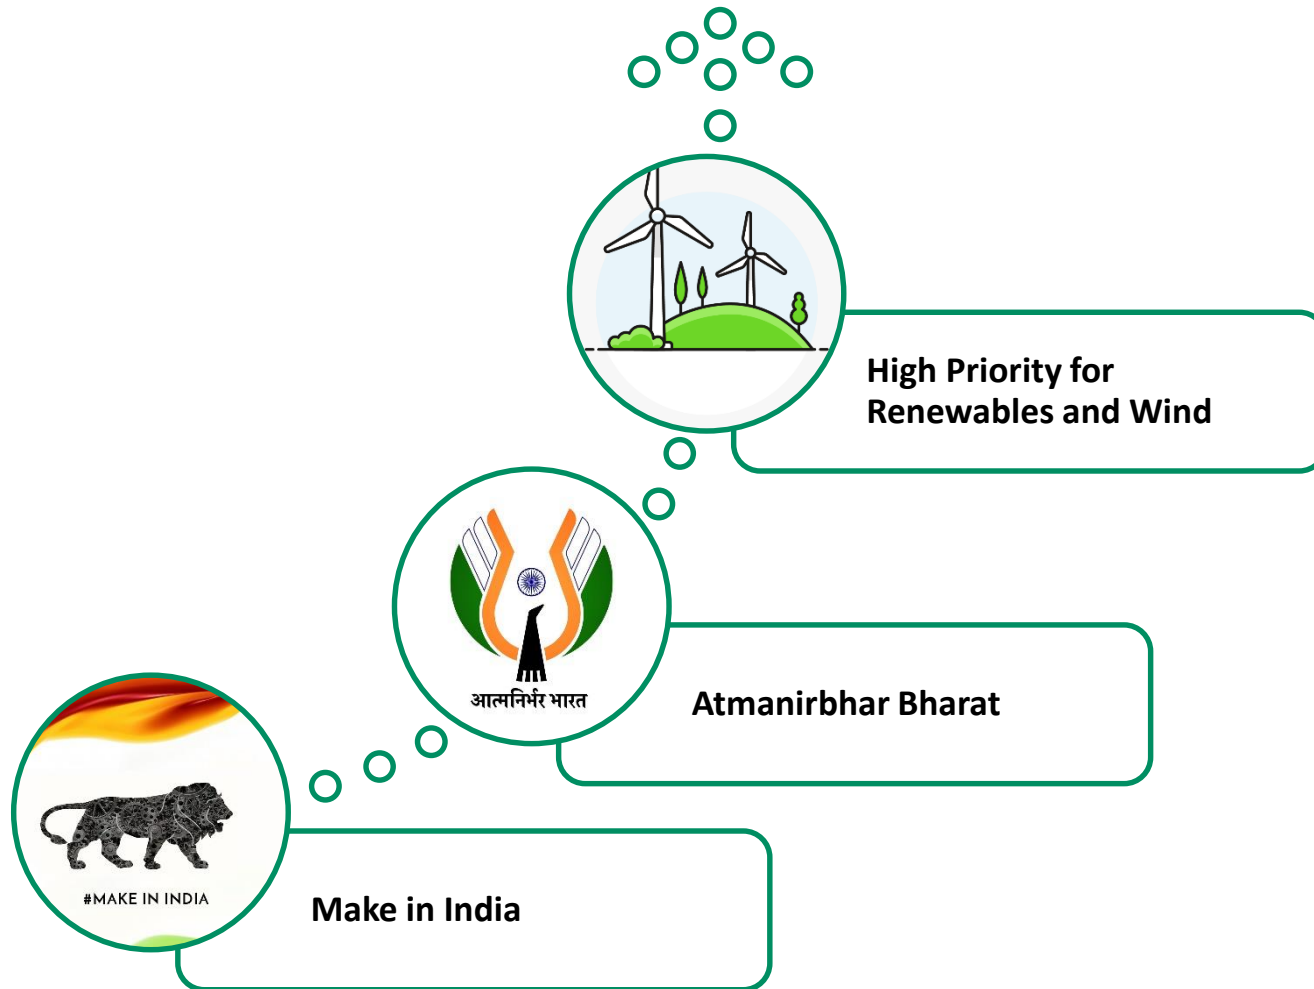 High Priority for
Renewables and Wind
आत्मनिर्भर भारत
Atmanirbhar Bharat
#MAKE IN INDIA
Make in India